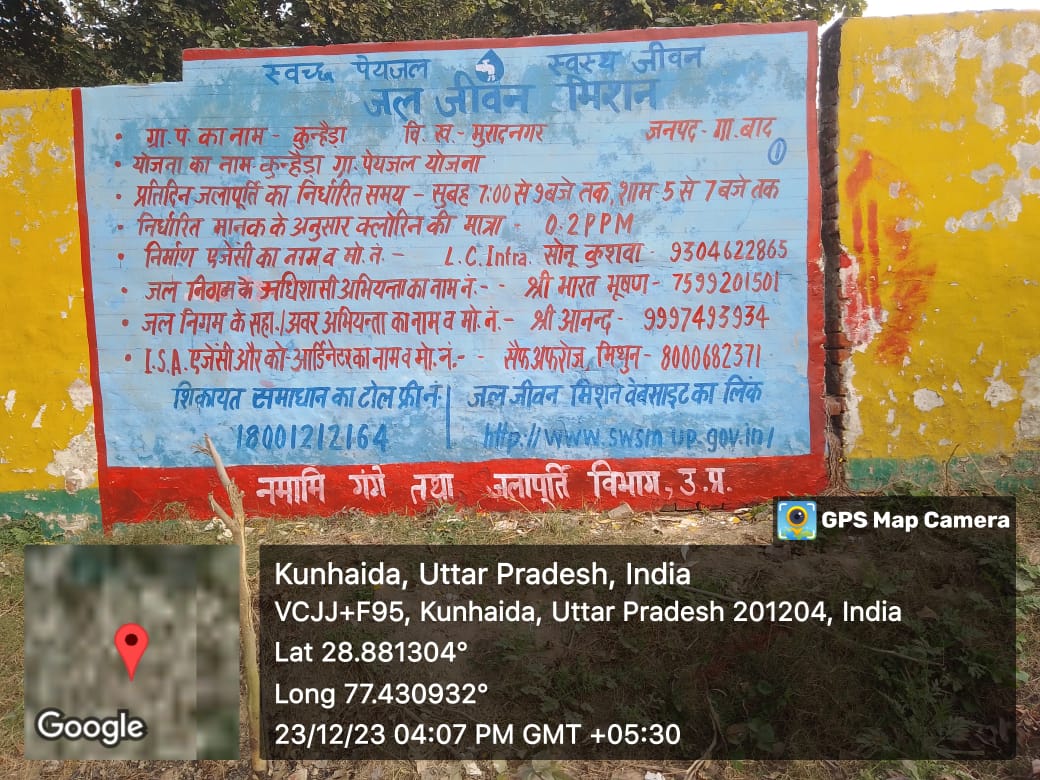 स्वच्छ पेयजल स्वस्थ जीवन
जल जीवन मिशन
• ग्रा.पं. का नाम - कुन्हैड़ा वि.ख.- मुरादनगर जनपद - गा.बाद
①
• योजना का नाम-कुन्हैड़ा ग्रा. पेयजल योजना
• प्रतिदिन जलापूर्ति का निर्धारित समय - सुबह 7:00 से 9 बजे तक, शाम 5 से 7 बजे तक
• निर्धारित मानक के अनुसार क्लोरिन की मात्रा - 0.2PPM
• निर्माण एजेंसी का नाम व मो. नं. - L.C. Infra. सोनू कुशवा - 9304622865
• जल निगम के अधिशासी अभियन्ता का नाम नं.- - श्री भारत भूषण - 7599201501
• जल निगम के सहा./अवर अभियन्ता का नाम व मो. नं.- श्री आनन्द - 9997493934
• I.S.A. एजेंसी और को-आर्डिनेटर का नाम व मो. नं.- - सैफ अफरोज, मिथुन - 8000682371
शिकायत समाधान का टोल फ्री नं. जल जीवन मिशन वेबसाइट का लिंक
18001212164 http://www.swsm.up.gov.in/
नमामि गंगे तथा जलापूर्ति विभाग, उ.प्र.
GPS Map Camera
Kunhaida, Uttar Pradesh, India
VCJJ+F95, Kunhaida, Uttar Pradesh 201204, India
Lat 28.881304°
Long 77.430932°
23/12/23 04:07 PM GMT +05:30
Google